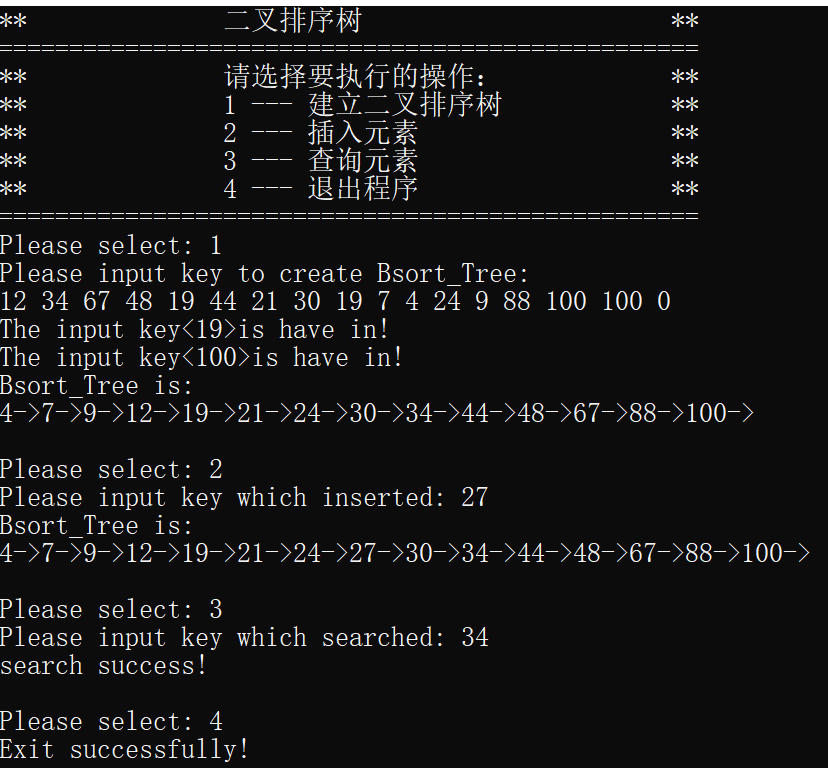 ** 二叉排序树 **
==================================================
** 请选择要执行的操作: **
** 1 --- 建立二叉排序树 **
** 2 --- 插入元素 **
** 3 --- 查询元素 **
** 4 --- 退出程序 **
==================================================
Please select: 1
Please input key to create Bsort_Tree:
12 34 67 48 19 44 21 30 19 7 4 24 9 88 100 100 0
The input key<19>is have in!
The input key<100>is have in!
Bsort_Tree is:
4->7->9->12->19->21->24->30->34->44->48->67->88->100->
Please select: 2
Please input key which inserted: 27
Bsort_Tree is:
4->7->9->12->19->21->24->27->30->34->44->48->67->88->100->
Please select: 3
Please input key which searched: 34
search success!
Please select: 4
Exit successfully!